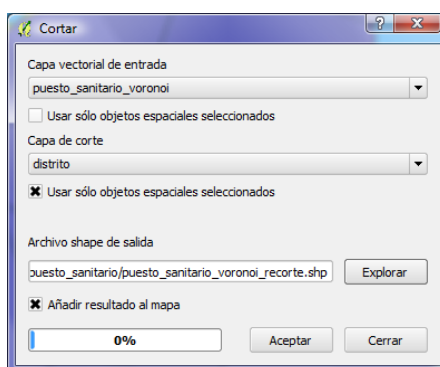 Cortar
Capa vectorial de entrada
puesto_sanitario_voronoi
Usar sólo objetos espaciales seleccionados
Capa de corte
distrito
Usar sólo objetos espaciales seleccionados
Archivo shape de salida
puesto_sanitario/puesto_sanitario_voronoi_recorte.shp Explorar
Añadir resultado al mapa
0% Aceptar Cerrar